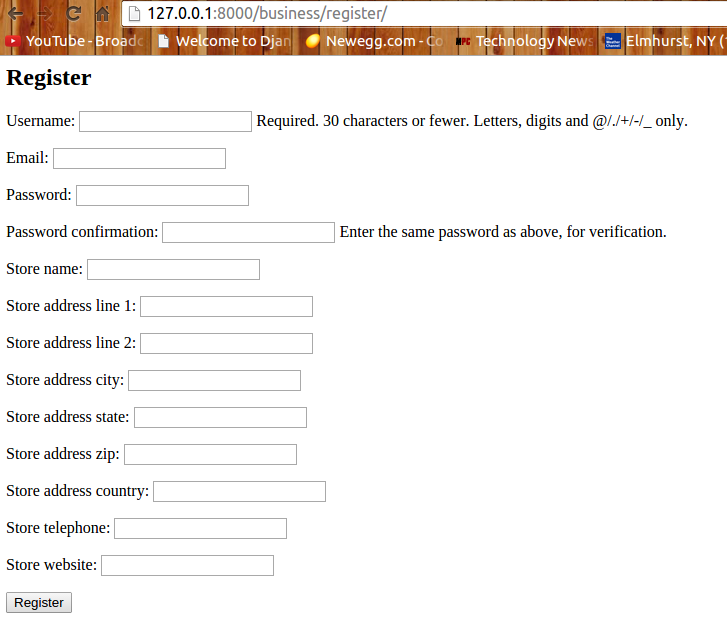 127.0.0.1:8000/business/register/
YouTube - Broadc Welcome to Djan Newegg.com - Co Technology News Elmhurst, NY (
Register
Username: Required. 30 characters or fewer. Letters, digits and @/./+/-/_ only.
Email:
Password:
Password confirmation: Enter the same password as above, for verification.
Store name:
Store address line 1:
Store address line 2:
Store address city:
Store address state:
Store address zip:
Store address country:
Store telephone:
Store website:
Register